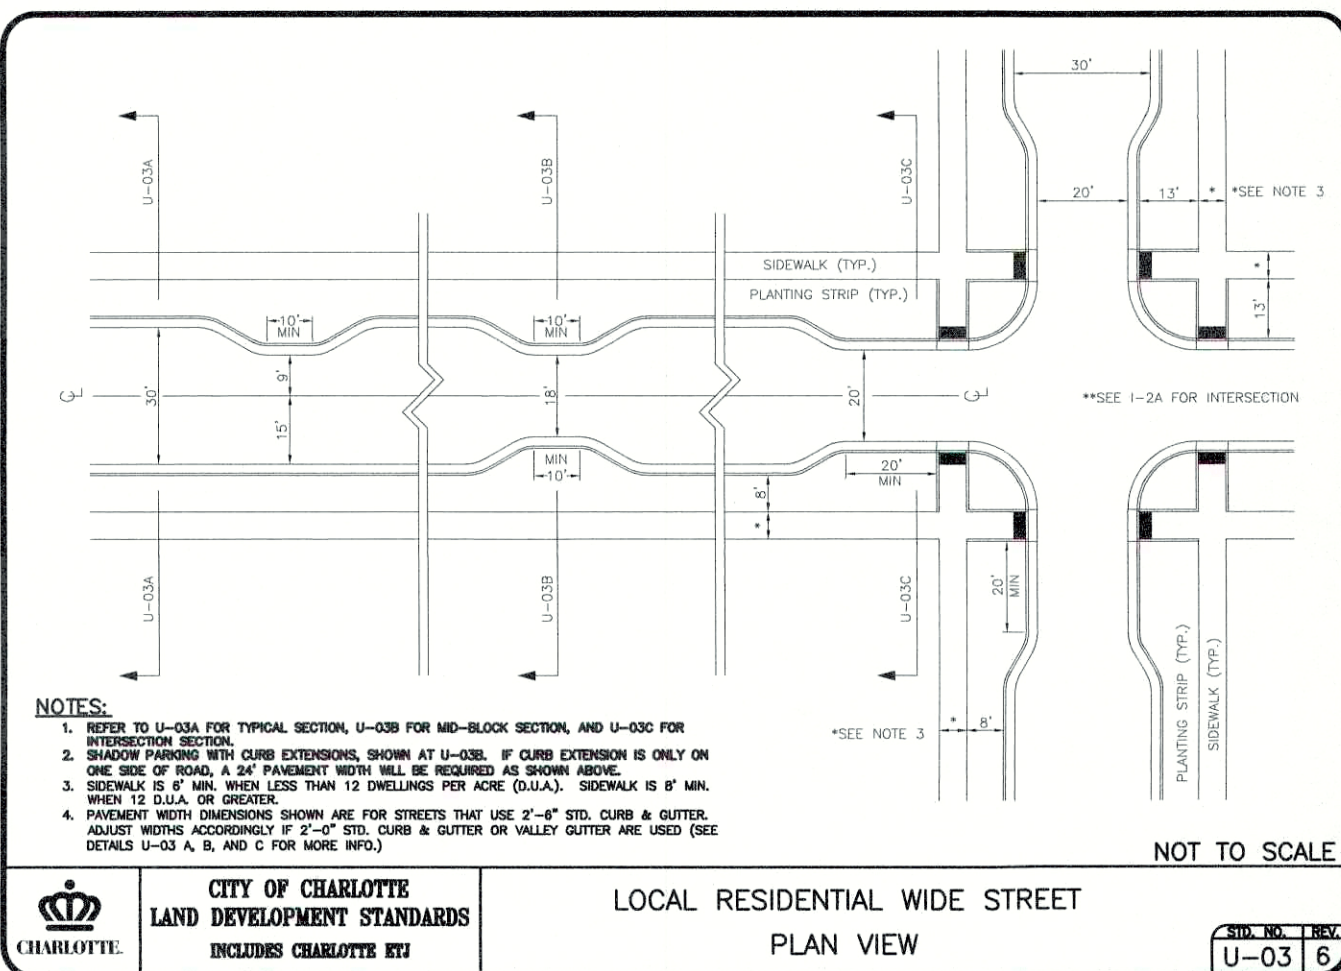 30'
U-03A
U-03B
U-03C
20'
13'
*
*SEE NOTE 3
SIDEWALK (TYP.)
*
PLANTING STRIP (TYP.)
13'
10'
MIN
10'
MIN
9'
30'
18'
20'
CL
CL
**SEE I-2A FOR INTERSECTION
15'
MIN
10'
20'
MIN
8'
*
U-03A
U-03B
U-03C
20'
MIN
PLANTING STRIP (TYP.)
SIDEWALK (TYP.)
*SEE NOTE 3
*
8'
NOTES:
1. REFER TO U-03A FOR TYPICAL SECTION, U-03B FOR MID-BLOCK SECTION, AND U-03C FOR
INTERSECTION SECTION.
2. SHADOW PARKING WITH CURB EXTENSIONS, SHOWN AT U-03B. IF CURB EXTENSION IS ONLY ON
ONE SIDE OF ROAD, A 24' PAVEMENT WIDTH WILL BE REQUIRED AS SHOWN ABOVE.
3. SIDEWALK IS 6' MIN. WHEN LESS THAN 12 DWELLINGS PER ACRE (D.U.A.). SIDEWALK IS 8' MIN.
WHEN 12 D.U.A. OR GREATER.
4. PAVEMENT WIDTH DIMENSIONS SHOWN ARE FOR STREETS THAT USE 2'-6" STD. CURB & GUTTER.
ADJUST WIDTHS ACCORDINGLY IF 2'-0" STD. CURB & GUTTER OR VALLEY GUTTER ARE USED (SEE
DETAILS U-03 A, B, AND C FOR MORE INFO.)
NOT TO SCALE
CHARLOTTE.
CITY OF CHARLOTTE
LAND DEVELOPMENT STANDARDS
INCLUDES CHARLOTTE ETJ
LOCAL RESIDENTIAL WIDE STREET
PLAN VIEW
STD. NO. REV.
U-03 6